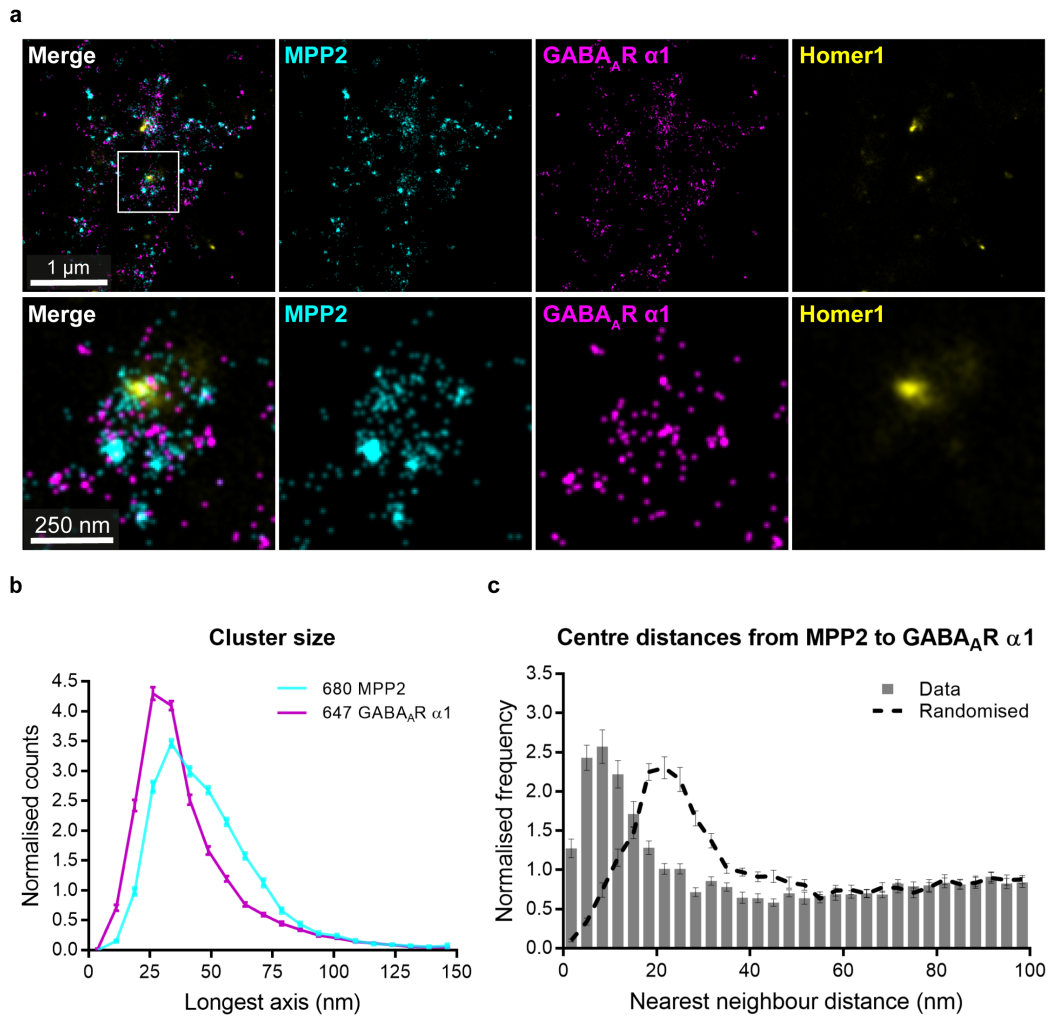 a
Merge
MPP2
GABA_AR α1
Homer1
1 µm
Merge
MPP2
GABA_AR α1
Homer1
250 nm
b
Cluster size
680 MPP2
647 GABA_AR α1
Normalised counts
4.5
4.0
3.5
3.0
2.5
2.0
1.5
1.0
0.5
0.0
0 25 50 75 100 125 150
Longest axis (nm)
c
Centre distances from MPP2 to GABA_AR α1
Data
Randomised
Normalised frequency
3.5
3.0
2.5
2.0
1.5
1.0
0.5
0.0
0 20 40 60 80 100
Nearest neighbour distance (nm)